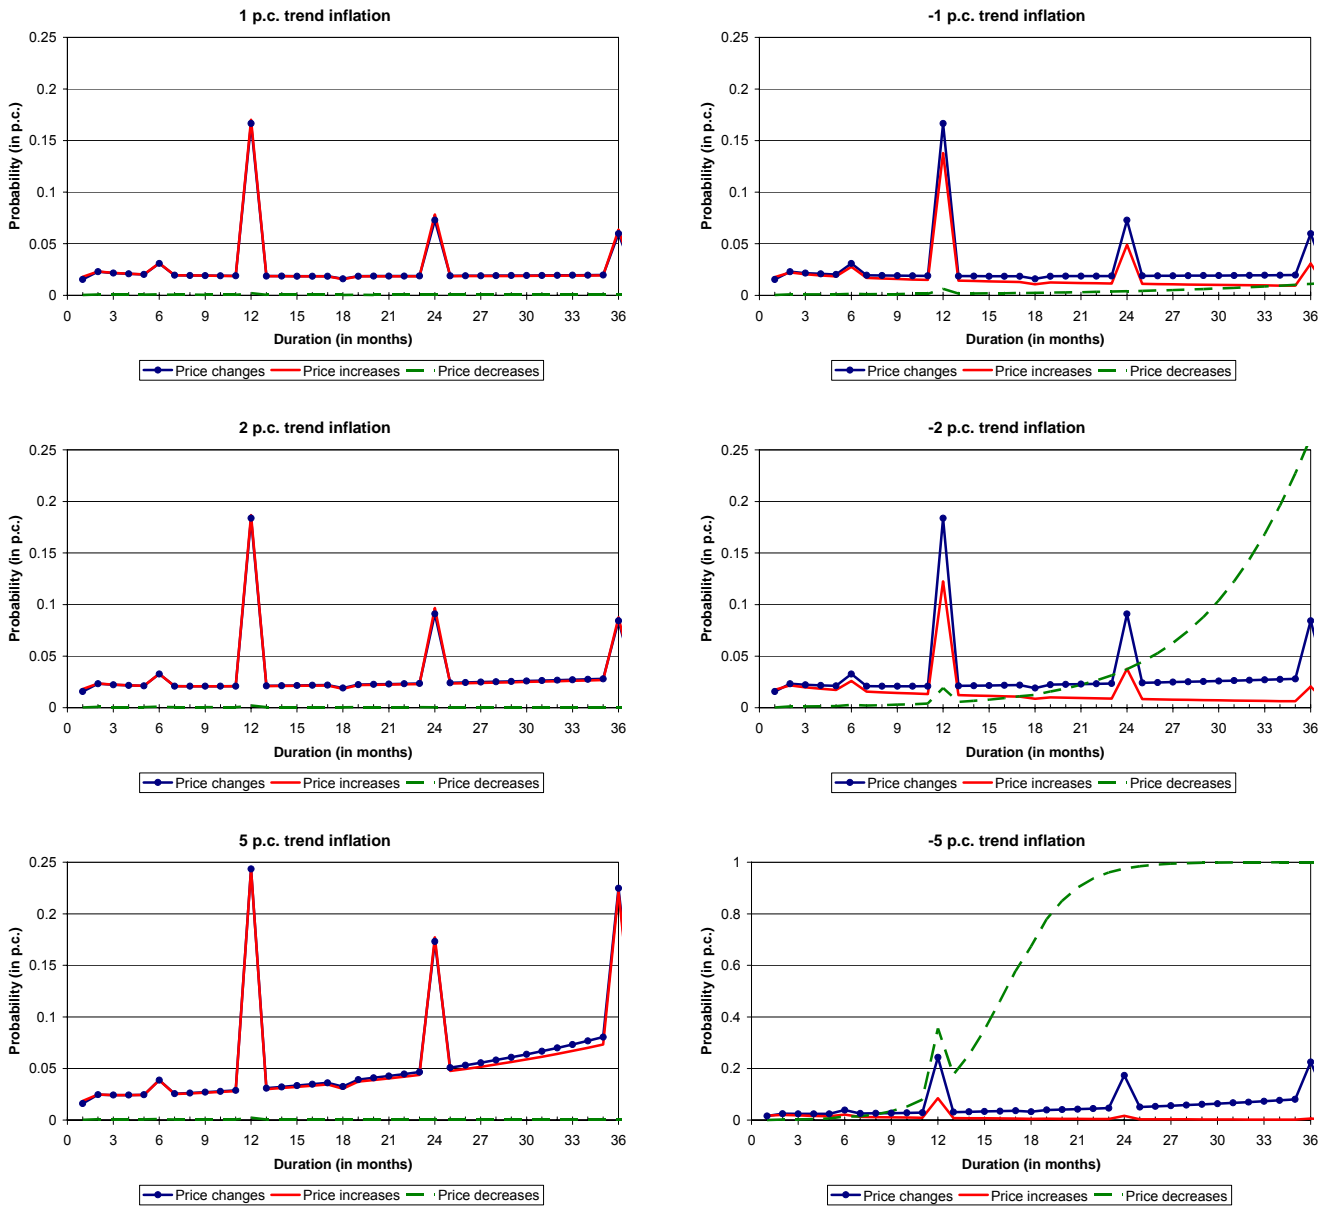 1 p.c. trend inflation
Probability (in p.c.)
0.25
0.2
0.15
0.1
0.05
0
0 3 6 9 12 15 18 21 24 27 30 33 36
Duration (in months)
Price changes Price increases Price decreases
-1 p.c. trend inflation
Probability (in p.c.)
0.25
0.2
0.15
0.1
0.05
0
0 3 6 9 12 15 18 21 24 27 30 33 36
Duration (in months)
Price changes Price increases Price decreases
2 p.c. trend inflation
Probability (in p.c.)
0.25
0.2
0.15
0.1
0.05
0
0 3 6 9 12 15 18 21 24 27 30 33 36
Duration (in months)
Price changes Price increases Price decreases
-2 p.c. trend inflation
Probability (in p.c.)
0.25
0.2
0.15
0.1
0.05
0
0 3 6 9 12 15 18 21 24 27 30 33 36
Duration (in months)
Price changes Price increases Price decreases
5 p.c. trend inflation
Probability (in p.c.)
0.25
0.2
0.15
0.1
0.05
0
0 3 6 9 12 15 18 21 24 27 30 33 36
Duration (in months)
Price changes Price increases Price decreases
-5 p.c. trend inflation
Probability (in p.c.)
1
0.8
0.6
0.4
0.2
0
0 3 6 9 12 15 18 21 24 27 30 33 36
Duration (in months)
Price changes Price increases Price decreases